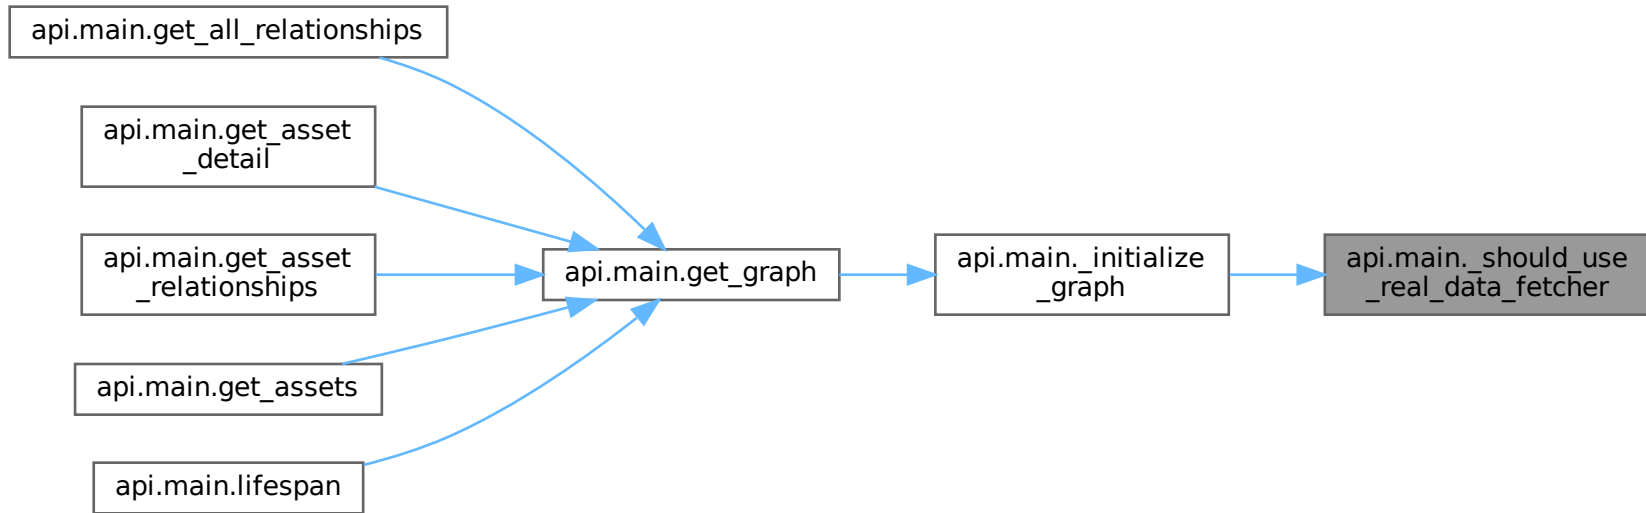 api.main.get_all_relationships
api.main.get_asset
_detail
api.main.get_asset
_relationships
api.main.get_assets
api.main.lifespan
api.main.get_graph
api.main._initialize
_graph
api.main._should_use
_real_data_fetcher